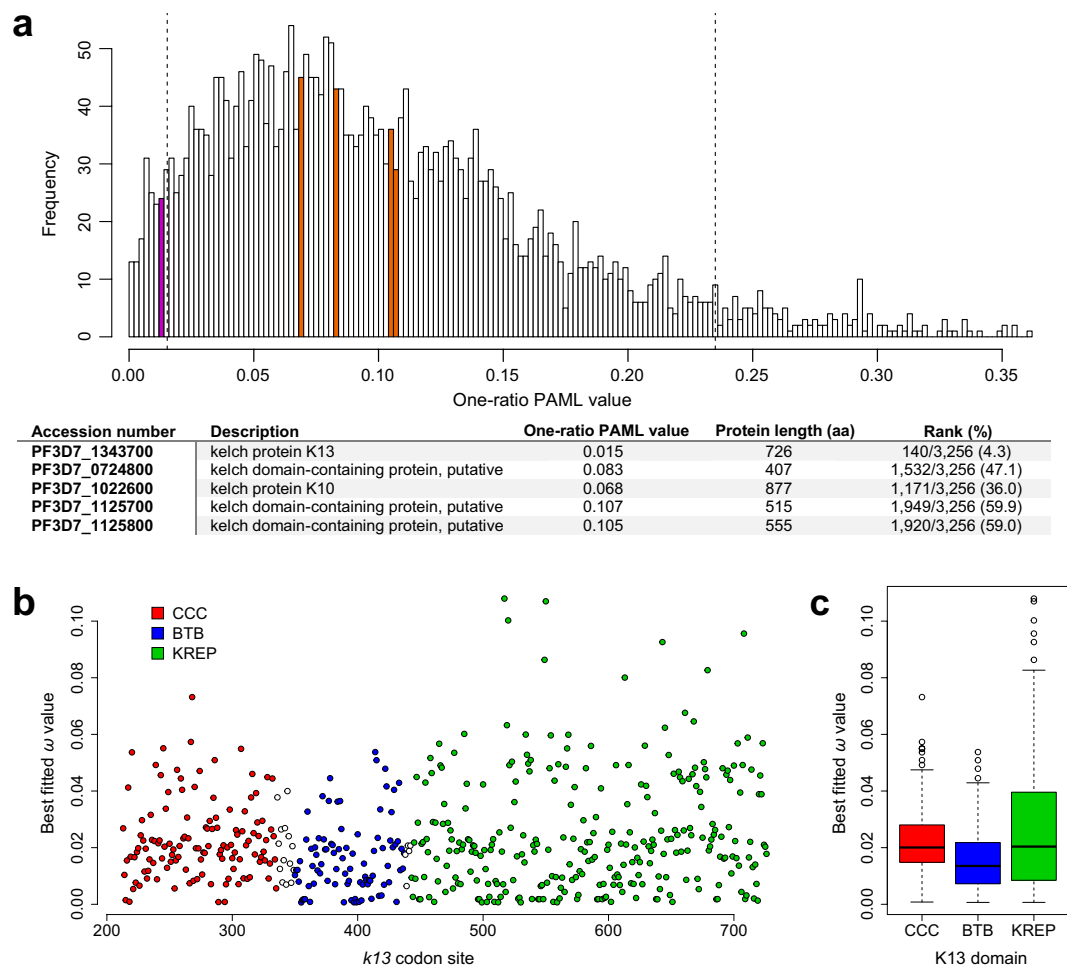 a
Frequency
50
40
30
20
10
0
0.00 0.05 0.10 0.15 0.20 0.25 0.30 0.35
One-ratio PAML value
Accession number Description One-ratio PAML value Protein length (aa) Rank (%)
PF3D7_1343700 kelch protein K13 0.015 726 140/3,256 (4.3)
PF3D7_0724800 kelch domain-containing protein, putative 0.083 407 1,532/3,256 (47.1)
PF3D7_1022600 kelch protein K10 0.068 877 1,171/3,256 (36.0)
PF3D7_1125700 kelch domain-containing protein, putative 0.107 515 1,949/3,256 (59.9)
PF3D7_1125800 kelch domain-containing protein, putative 0.105 555 1,920/3,256 (59.0)
b
CCC
BTB
KREP
Best fitted ω value
0.10
0.08
0.06
0.04
0.02
0.00
200 300 400 500 600 700
k13 codon site
c
Best fitted ω value
0.10
0.08
0.06
0.04
0.02
0.00
CCC BTB KREP
K13 domain